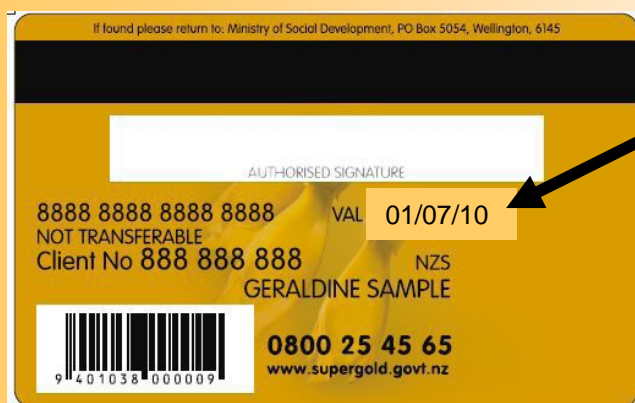 If found please return to: Ministry of Social Development, PO Box 5054, Wellington, 6145
AUTHORISED SIGNATURE
8888 8888 8888 8888 VAL 01/07/10
NOT TRANSFERABLE
Client No 888 888 888 NZS
GERALDINE SAMPLE
0800 25 45 65
www.supergold.govt.nz
9 401038 000009